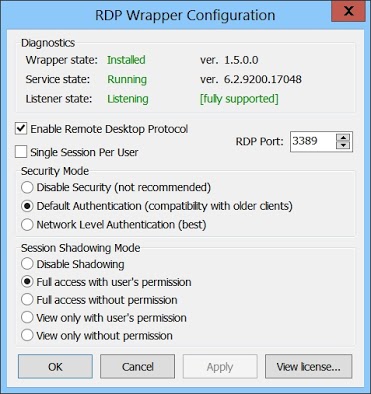 RDP Wrapper Configuration
X
Diagnostics
Wrapper state: Installed ver. 1.5.0.0
Service state: Running ver. 6.2.9200.17048
Listener state: Listening [fully supported]
Enable Remote Desktop Protocol
RDP Port: 3389
Single Session Per User
Security Mode
Disable Security (not recommended)
Default Authentication (compatibility with older clients)
Network Level Authentication (best)
Session Shadowing Mode
Disable Shadowing
Full access with user's permission
Full access without permission
View only with user's permission
View only without permission
OK Cancel Apply View license...